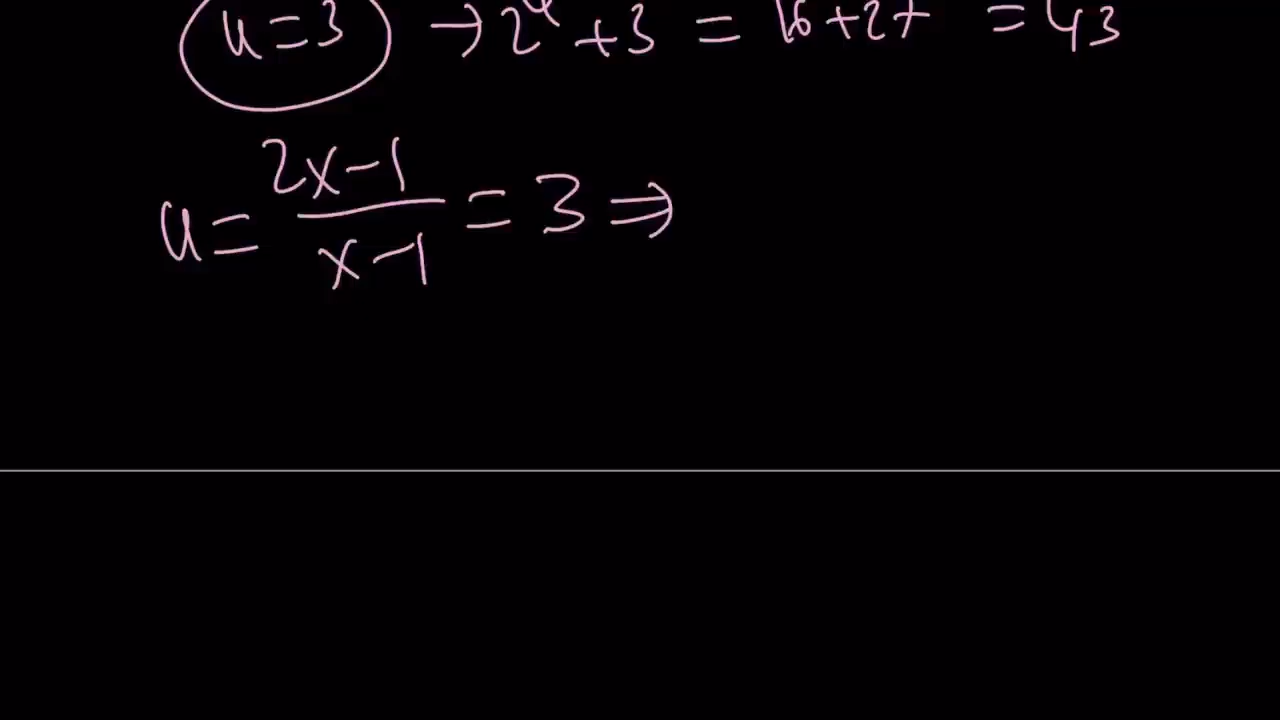 u=3 → 2⁴ + 3 = 16+27 = 43
u = (2x-1)/(x-1) = 3 ⇒